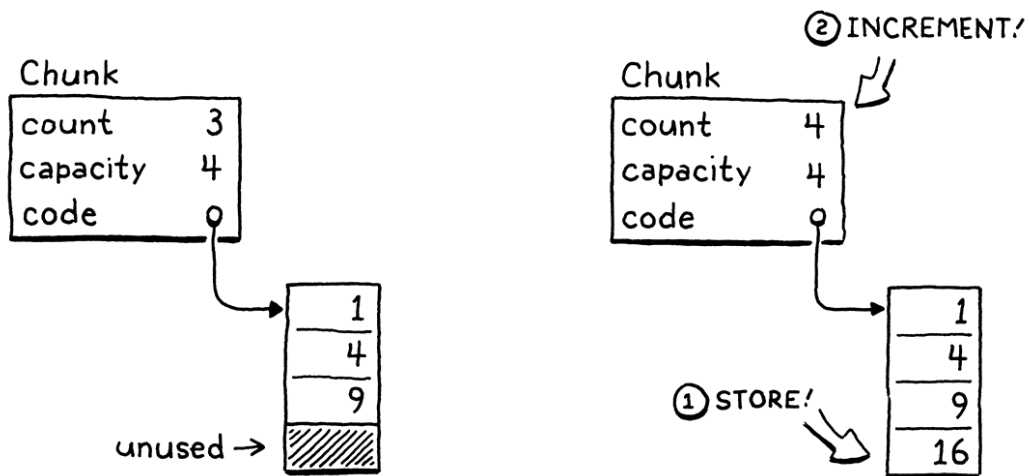 Chunk
count 3
capacity 4
code
1
4
9
unused →
② INCREMENT!
Chunk
count 4
capacity 4
code
1
4
9
16
① STORE!